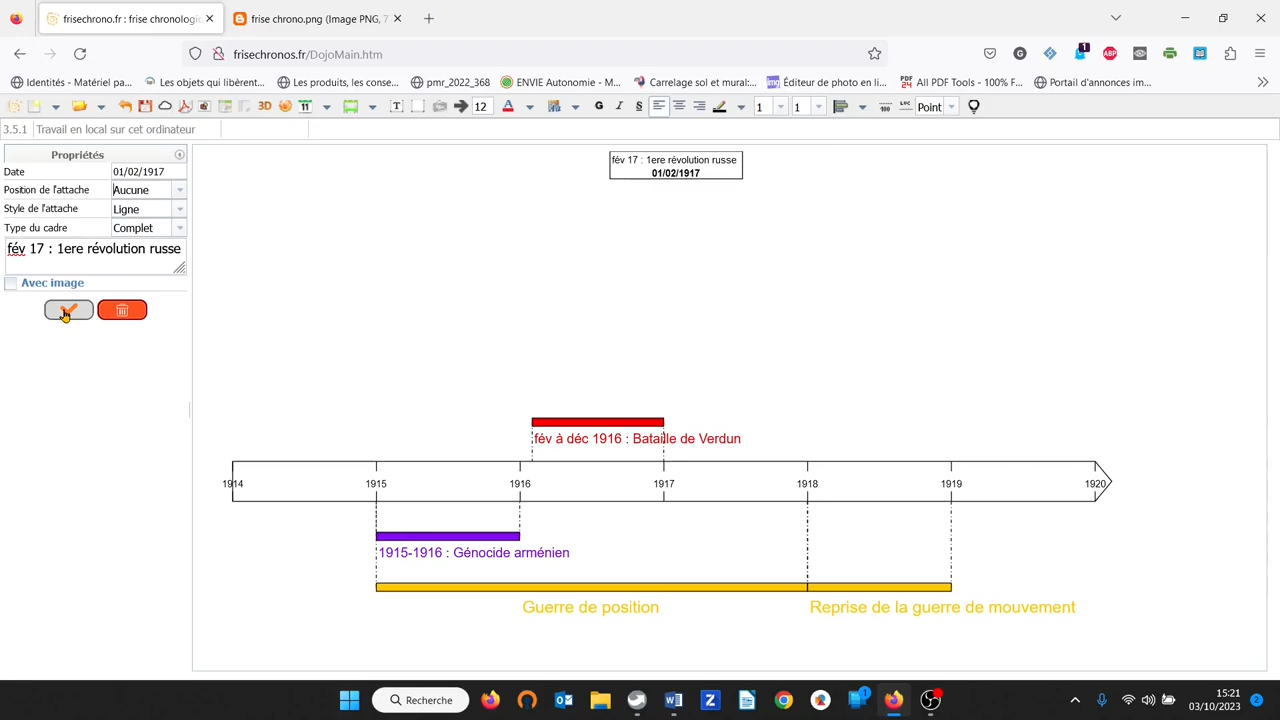 frisechrono.fr : frise chronologic
frise chrono.png (Image PNG, 7
frisechronos.fr/DojoMain.htm
Identités - Matériel pa...
Les objets qui libèrent...
Les produits, les conse...
pmr_2022_368
ENVIE Autonomie - M...
Carrelage sol et mural:...
Éditeur de photo en li...
All PDF Tools - 100% F...
Portail d'annonces im...
3D
11
12
G
I
S
1
1
Point
3.5.1
Travail en local sur cet ordinateur
Propriétés
Date
01/02/1917
Position de l'attache
Aucune
Style de l'attache
Ligne
Type du cadre
Complet
fév 17 : 1ere révolution russe
Avec image
fév 17 : 1ere révolution russe
01/02/1917
fév à déc 1916 : Bataille de Verdun
1914
1915
1916
1917
1918
1919
1920
1915-1916 : Génocide arménien
Guerre de position
Reprise de la guerre de mouvement
Recherche
15:21
03/10/2023